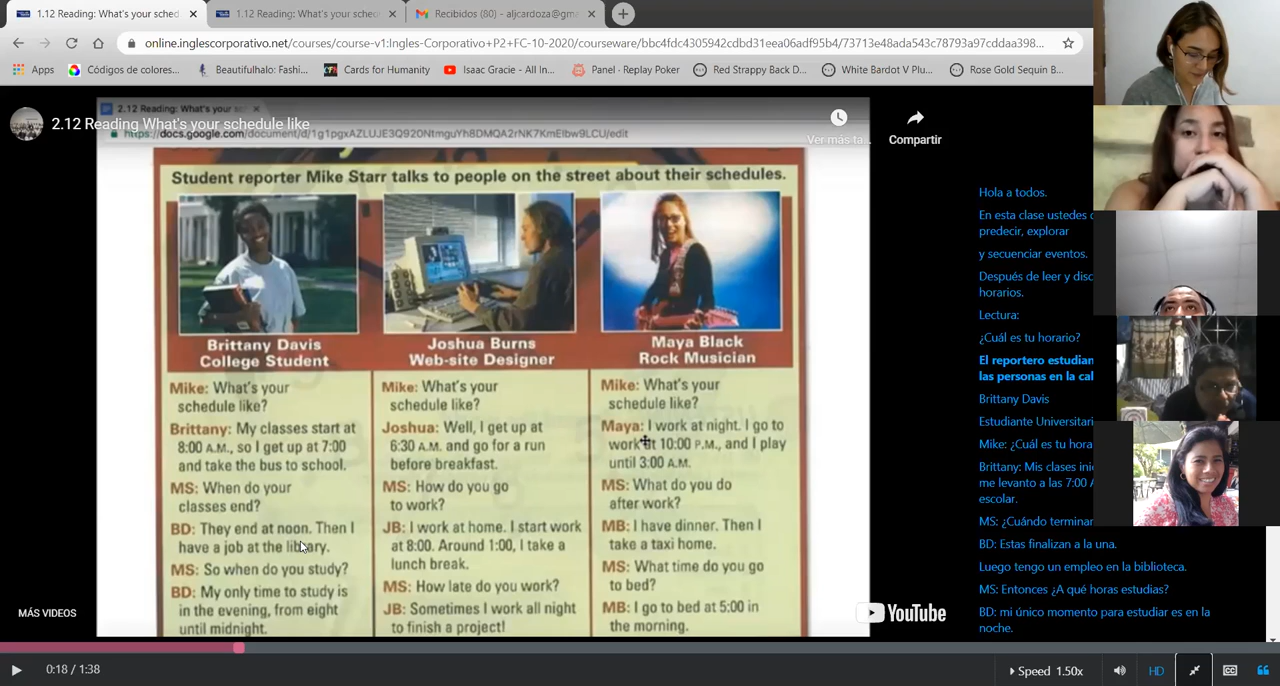 1.12 Reading: What's your sched
1.12 Reading: What's your sched
Recibidos (80) - aljcardoza@gma
online.inglescorporativo.net/courses/course-v1:Ingles-Corporativo+P2+FC-10-2020/courseware/bbc4fdc4305942cdbd31eea06adf95b4/73713e48ada543c78793a97cddaa398...
Apps
Códigos de colores...
Beautifulhalo: Fashi...
Cards for Humanity
Isaac Gracie - All In...
Panel · Replay Poker
Red Strappy Back D...
White Bardot V Plu...
Rose Gold Sequin B...
2.12 Reading: What's your
2.12 Reading What's your schedule like
Ver más ta...
Compartir
Student reporter Mike Starr talks to people on the street about their schedules.
Brittany Davis
College Student
Mike: What's your
schedule like?
Brittany: My classes start at
8:00 A.M., so I get up at 7:00
and take the bus to school.
MS: When do your
classes end?
BD: They end at noon. Then I
have a job at the library.
MS: So when do you study?
BD: My only time to study is
in the evening, from eight
until midnight.
Joshua Burns
Web-site Designer
Mike: What's your
schedule like?
Joshua: Well, I get up at
6:30 A.M. and go for a run
before breakfast.
MS: How do you go
to work?
JB: I work at home. I start work
at 8:00. Around 1:00, I take a
lunch break.
MS: How late do you work?
JB: Sometimes I work all night
to finish a project!
Maya Black
Rock Musician
Mike: What's your
schedule like?
Maya: I work at night. I go to
work at 10:00 P.M., and I play
until 3:00 A.M.
MS: What do you do
after work?
MB: I have dinner. Then I
take a taxi home.
MS: What time do you go
to bed?
MB: I go to bed at 5:00 in
the morning.
MÁS VIDEOS
YouTube
Hola a todos.
En esta clase ustedes
predecir, explorar
y secuenciar eventos.
Después de leer y disc
horarios.
Lectura:
¿Cuál es tu horario?
El reportero estudian
las personas en la cal
Brittany Davis
Estudiante Universitari
Mike: ¿Cuál es tu hora
Brittany: Mis clases inic
me levanto a las 7:00
escolar.
MS: ¿Cuándo terminar
BD: Estas finalizan a la una.
Luego tengo un empleo en la biblioteca.
MS: Entonces ¿A qué horas estudias?
BD: mi único momento para estudiar es en la
noche.
0:18 / 1:38
Speed 1.50x
HD